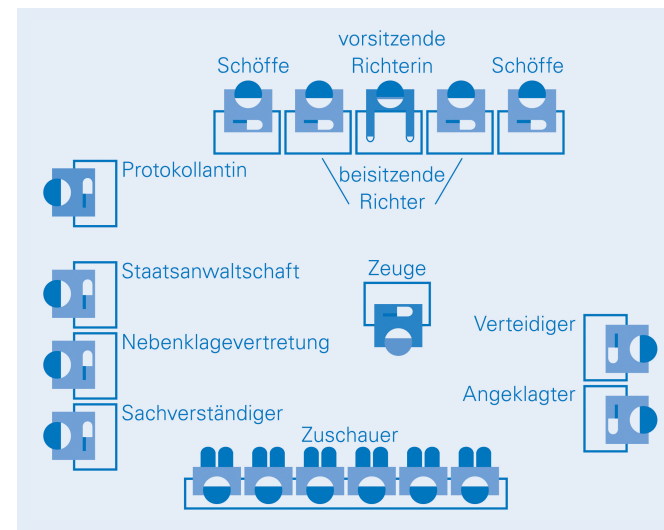 vorsitzende
Schöffe Richterin Schöffe
beisitzende
Richter
Protokollantin
Staatsanwaltschaft
Zeuge
Verteidiger
Nebenklagevertretung
Angeklagter
Sachverständiger
Zuschauer